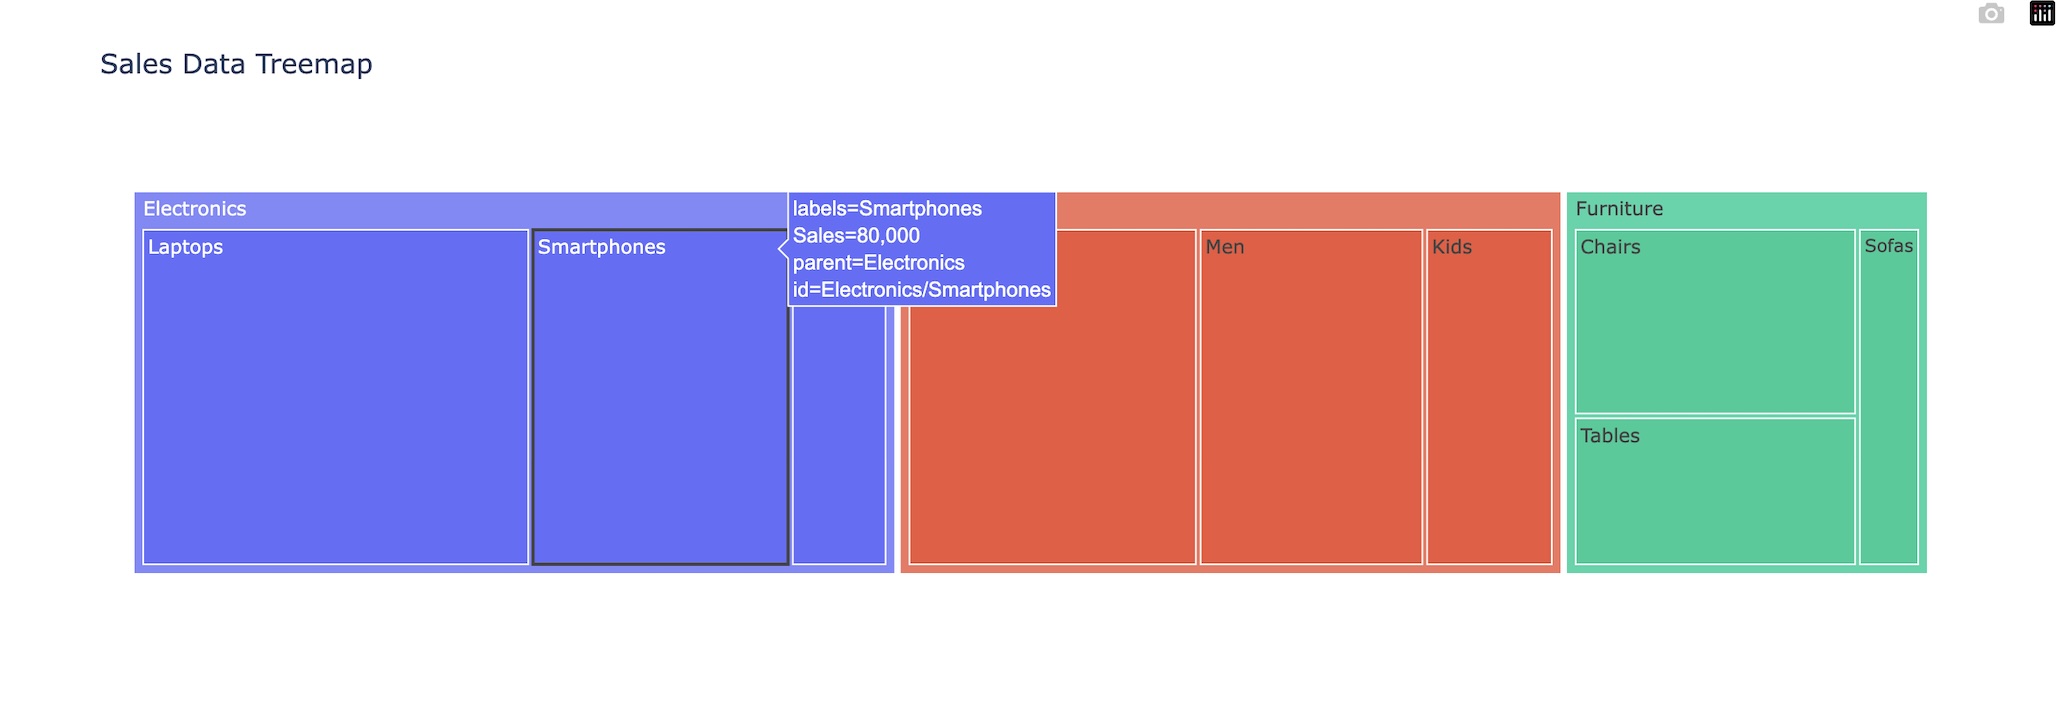 Sales Data Treemap
Electronics
Laptops
Smartphones
labels=Smartphones
Sales=80,000
parent=Electronics
id=Electronics/Smartphones
Men
Kids
Furniture
Chairs
Sofas
Tables